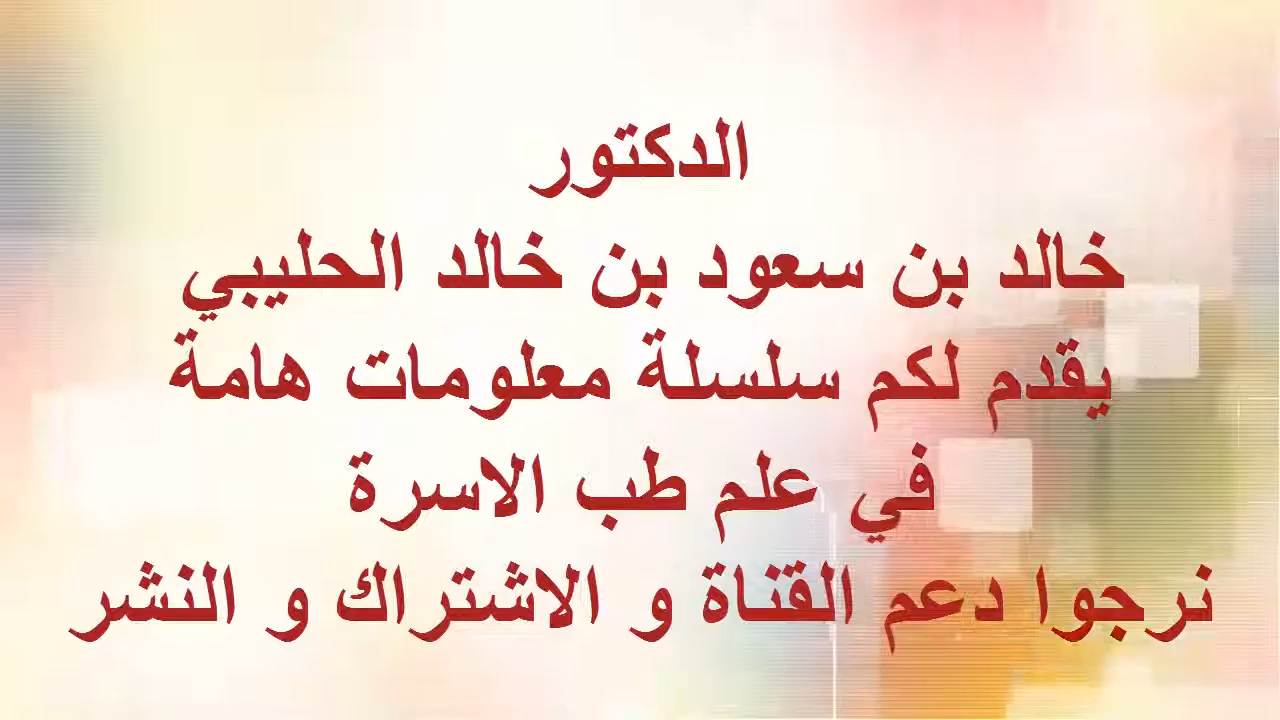 الدكتور
خالد بن سعود بن خالد الحليبي
يقدم لكم سلسلة معلومات هامة
في علم طب الاسرة
نرجوا دعم القناة و الاشتراك و النشر